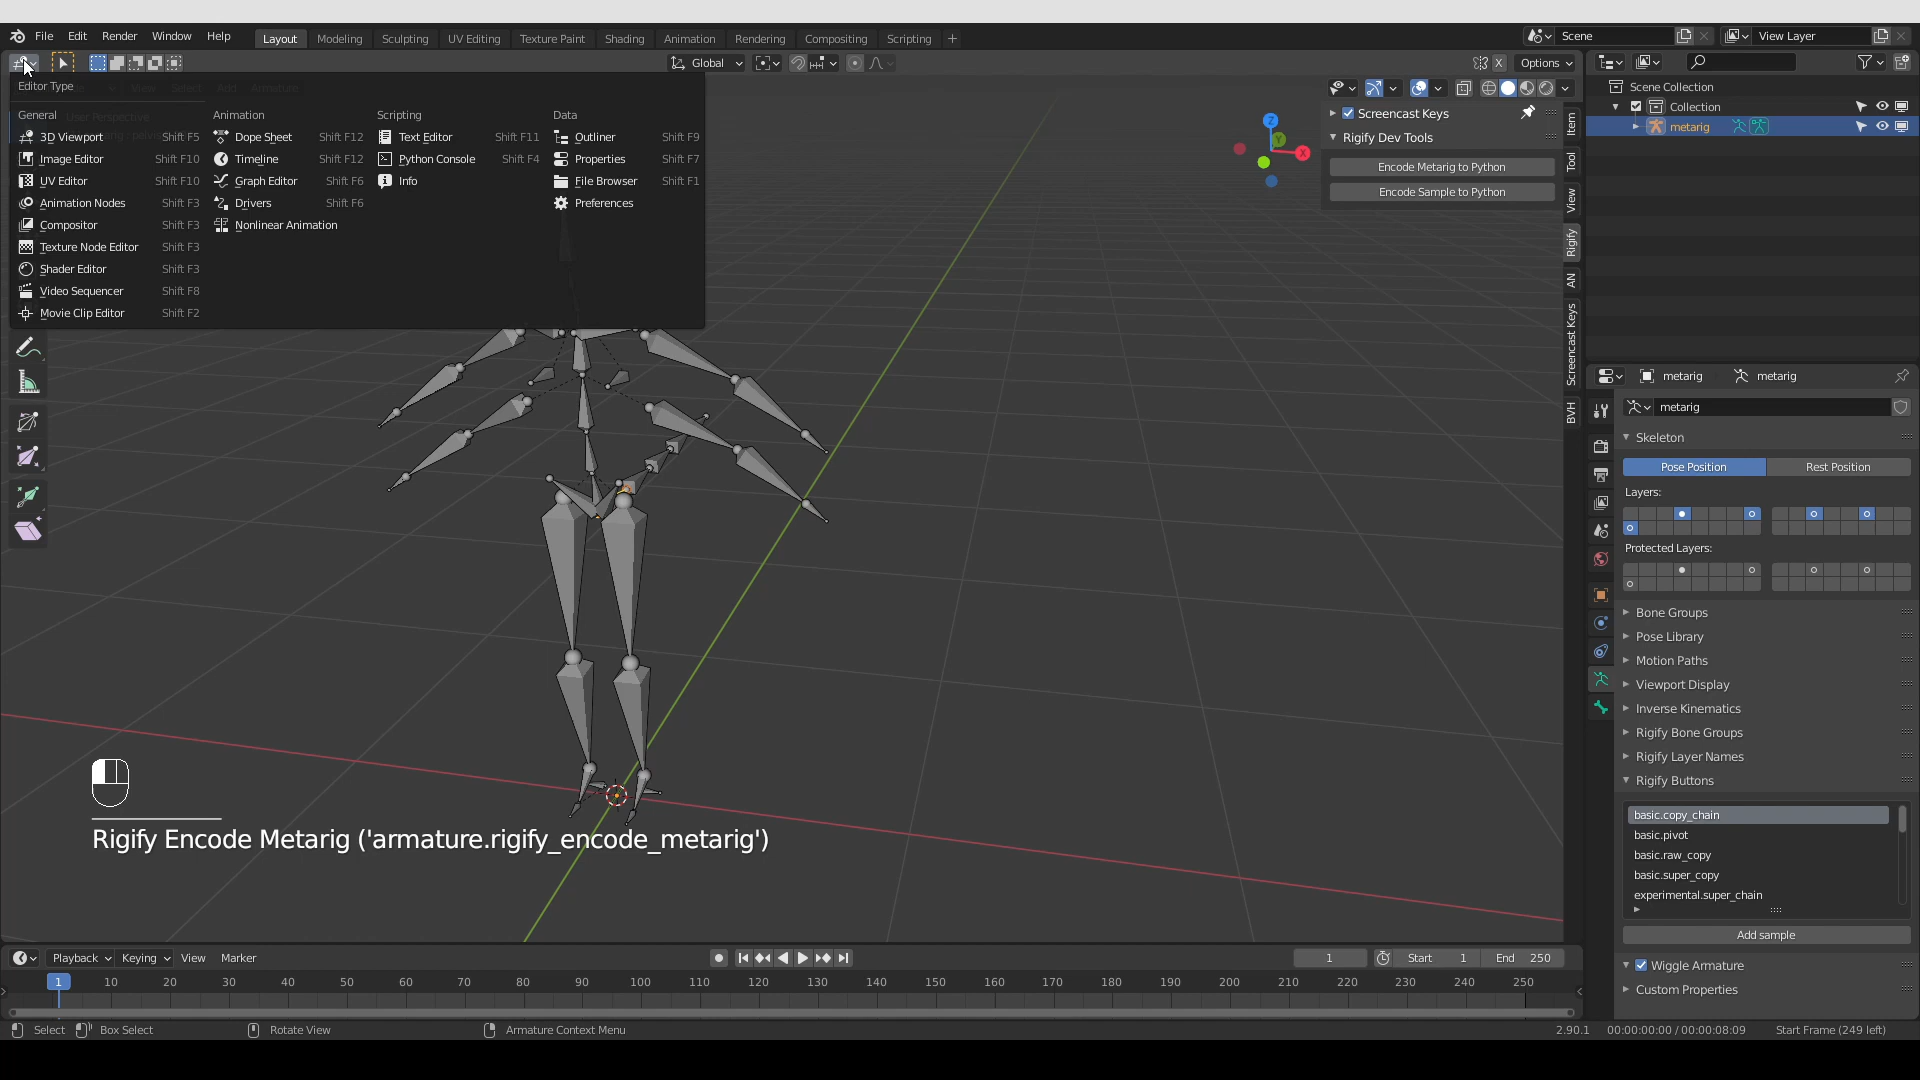 File Edit Render Window Help Layout Modeling Sculpting UV Editing Texture Paint Shading Animation Rendering Compositing Scripting + Scene View Layer
Global Options
Editor Type
General Animation Scripting Data
3D Viewport Shift F5 Dope Sheet Shift F12 Text Editor Shift F11 Outliner Shift F9
Image Editor Shift F10 Timeline Shift F12 Python Console Shift F4 Properties Shift F7
UV Editor Shift F10 Graph Editor Shift F6 Info File Browser Shift F1
Animation Nodes Shift F3 Drivers Shift F6 Preferences
Compositor Shift F3 Nonlinear Animation
Texture Node Editor Shift F3
Shader Editor Shift F3
Video Sequencer Shift F8
Movie Clip Editor Shift F2
Screencast Keys
Rigify Dev Tools
Encode Metarig to Python
Encode Sample to Python
Item
Tool
View
Rigify
AN
Screencast Keys
BVH
X
Y
Z
Scene Collection
Collection
metarig
metarig metarig
metarig
Skeleton
Pose Position Rest Position
Layers:
Protected Layers:
Bone Groups
Pose Library
Motion Paths
Viewport Display
Inverse Kinematics
Rigify Bone Groups
Rigify Layer Names
Rigify Buttons
basic.copy_chain
basic.pivot
basic.raw_copy
basic.super_copy
experimental.super_chain
Add sample
Wiggle Armature
Custom Properties
Rigify Encode Metarig ('armature.rigify_encode_metarig')
Playback Keying View Marker 1 Start 1 End 250
1 10 20 30 40 50 60 70 80 90 100 110 120 130 140 150 160 170 180 190 200 210 220 230 240 250
Select Box Select Rotate View Armature Context Menu 2.90.1 00:00:00:00 / 00:00:08:09 Start Frame (249 left)